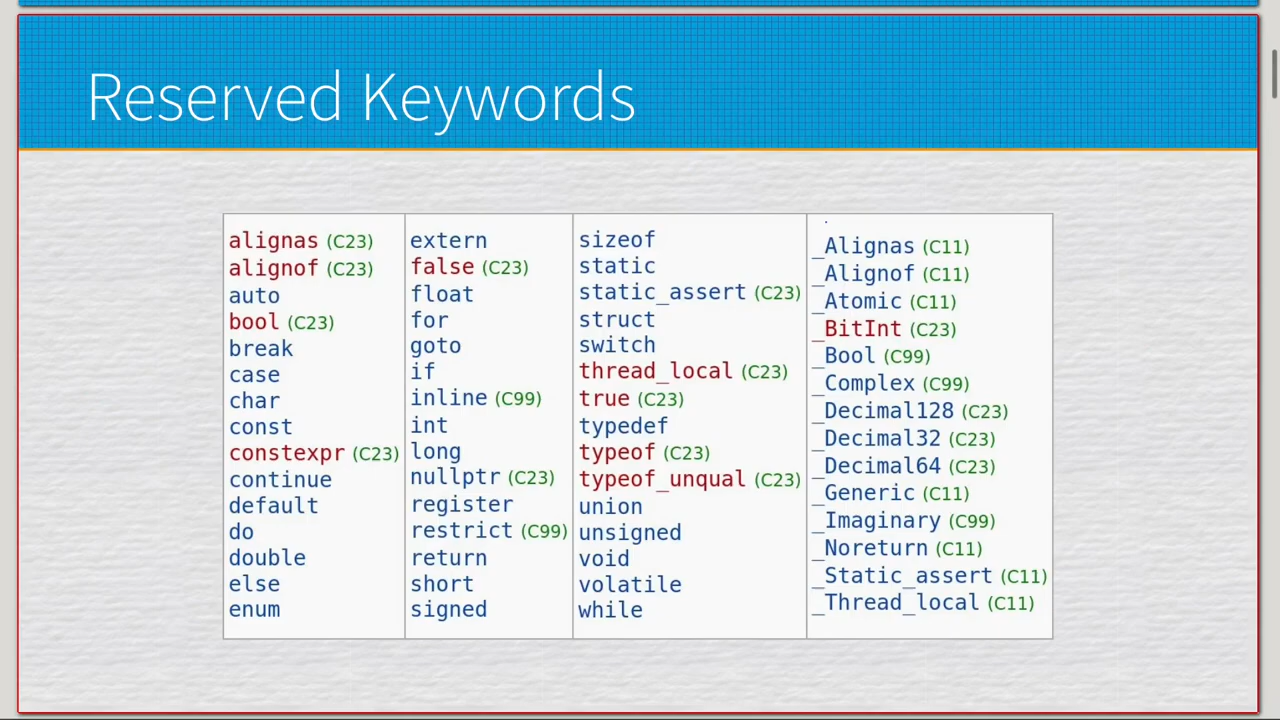 Reserved Keywords
alignas (C23)
alignof (C23)
auto
bool (C23)
break
case
char
const
constexpr (C23)
continue
default
do
double
else
enum
extern
false (C23)
float
for
goto
if
inline (C99)
int
long
nullptr (C23)
register
restrict (C99)
return
short
signed
sizeof
static
static_assert (C23)
struct
switch
thread_local (C23)
true (C23)
typedef
typeof (C23)
typeof_unqual (C23)
union
unsigned
void
volatile
while
_Alignas (C11)
_Alignof (C11)
_Atomic (C11)
_BitInt (C23)
_Bool (C99)
_Complex (C99)
_Decimal128 (C23)
_Decimal32 (C23)
_Decimal64 (C23)
_Generic (C11)
_Imaginary (C99)
_Noreturn (C11)
_Static_assert (C11)
_Thread_local (C11)